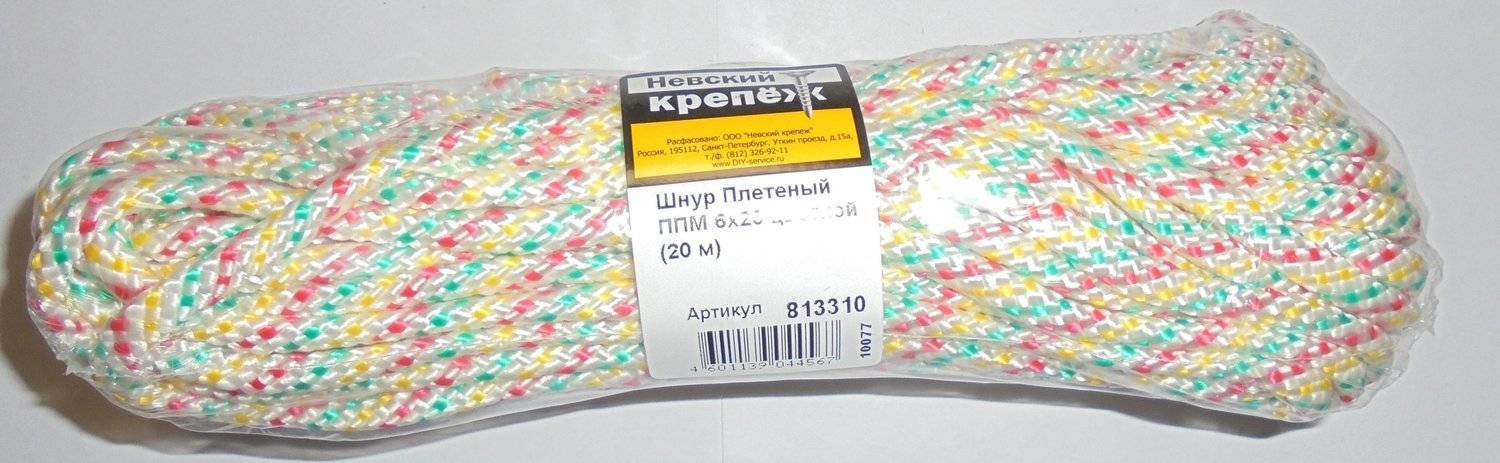 Невский
крепёж
Расфасовано: ООО "Невский крепеж"
Россия, 195112, Санкт-Петербург, Уткин проезд, д.15а,
т./ф. (812) 326-92-11
www.DIY-service.ru
Шнур Плетеный
ППМ
(20 м)
Артикул 813310
10077
4 601139 044567